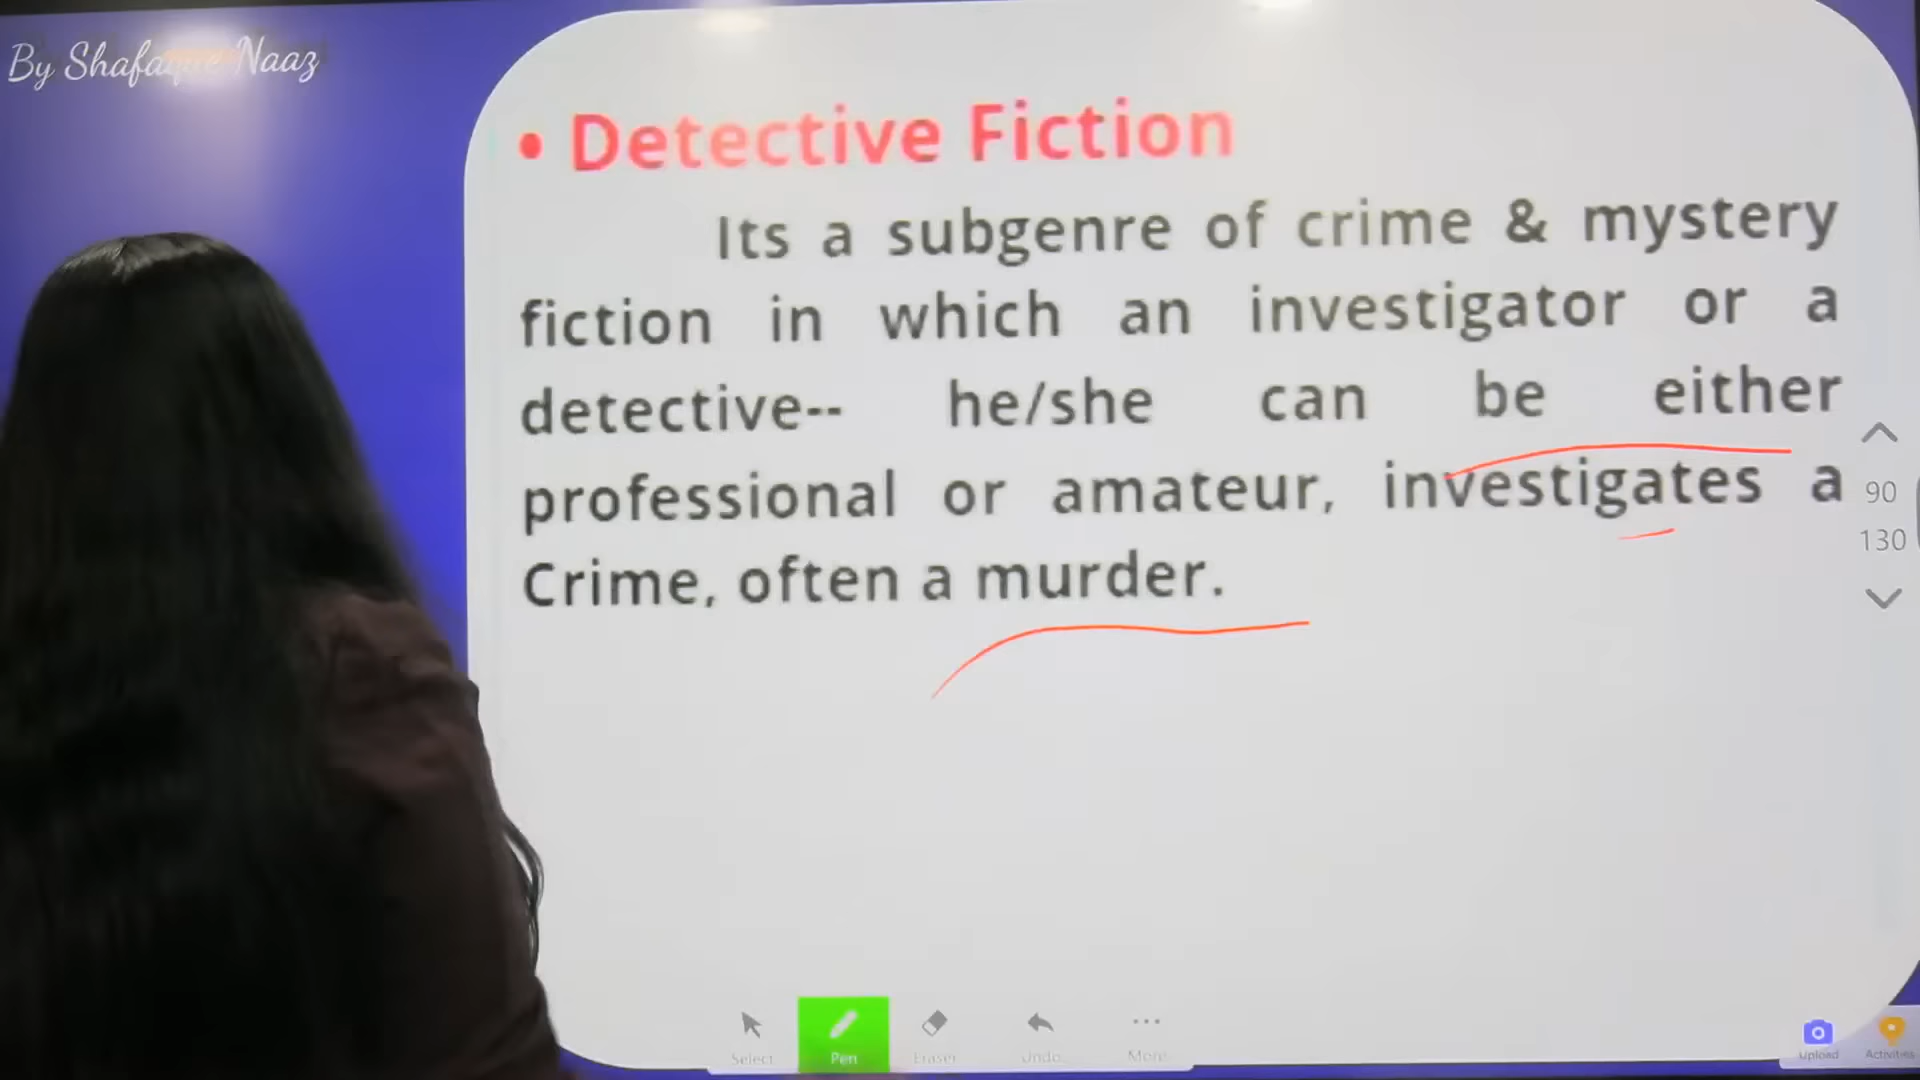 By Shafaque Naaz
• Detective Fiction
Its a subgenre of crime & mystery
fiction in which an investigator or a
detective-- he/she can be either
professional or amateur, investigates a
Crime, often a murder.
90
130
Select
Pen
Eraser
Undo
More
Upload
Activities